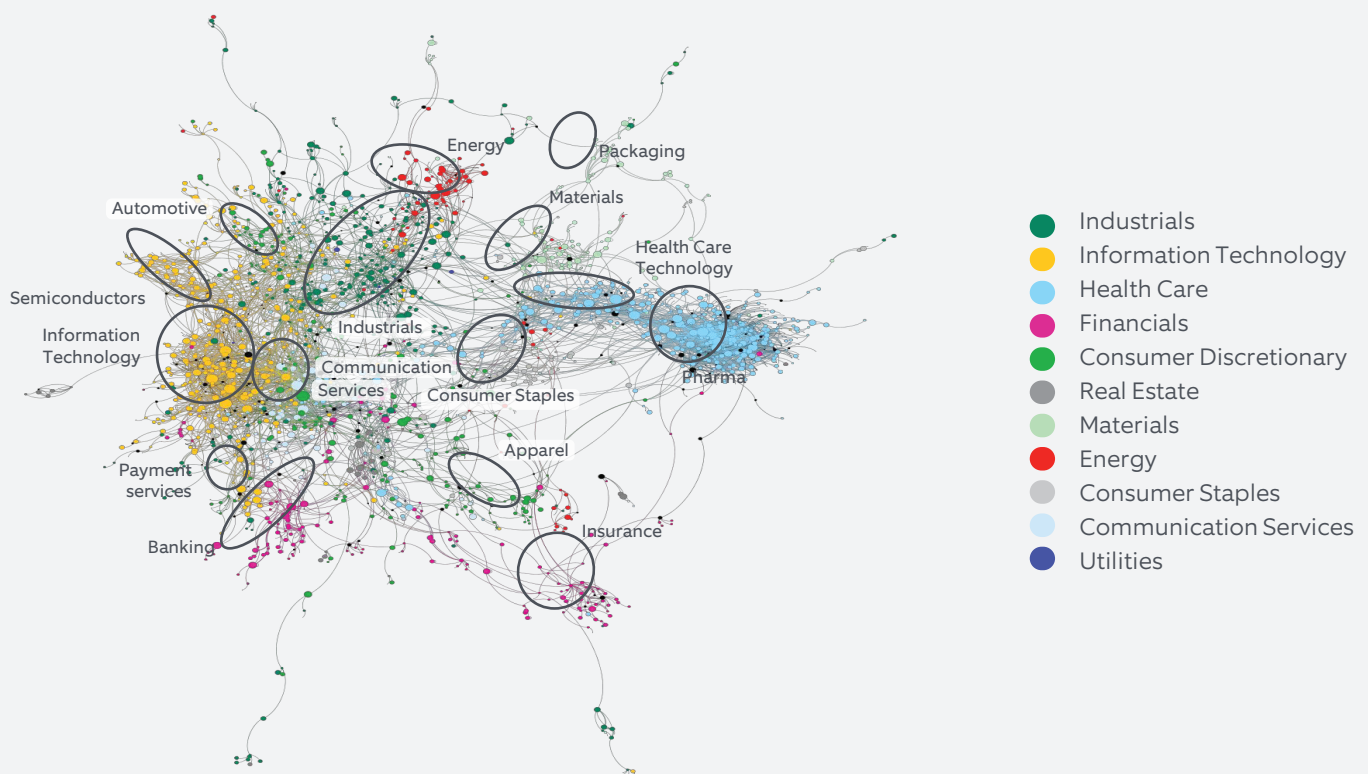 Energy
Packaging
Automotive
Materials
Health Care
Technology
Semiconductors
Information
Technology
Industrials
Communication
Services
Consumer Staples
Pharma
Apparel
Payment
services
Banking
Insurance
Industrials
Information Technology
Health Care
Financials
Consumer Discretionary
Real Estate
Materials
Energy
Consumer Staples
Communication Services
Utilities